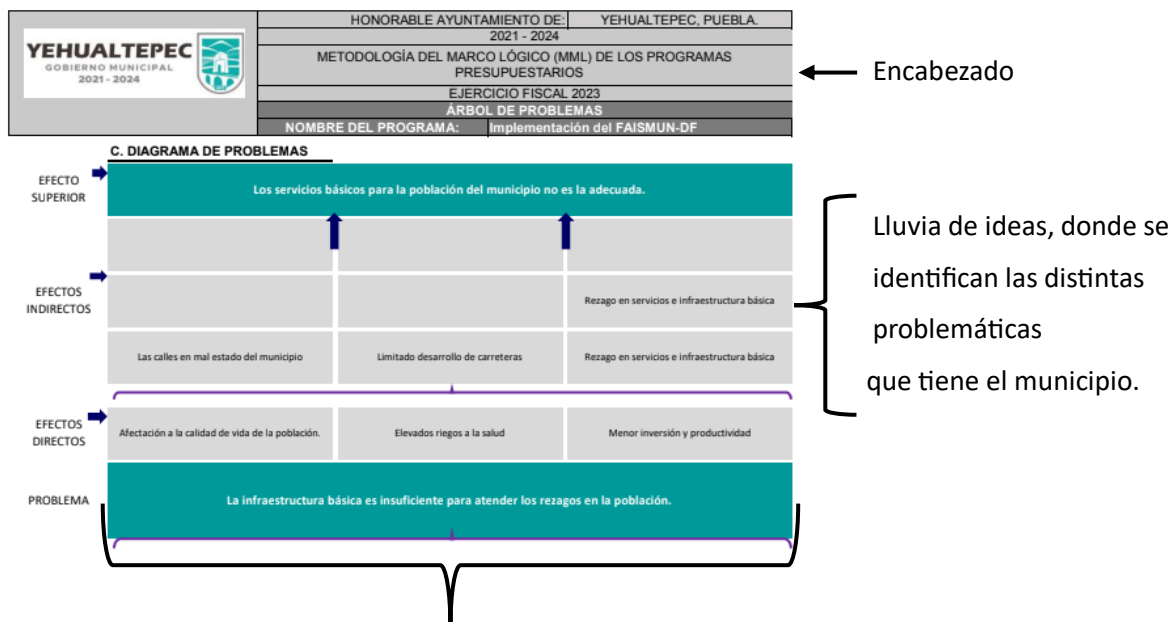 YEHUALTEPEC
GOBIERNO MUNICIPAL
2021 - 2024
HONORABLE AYUNTAMIENTO DE: YEHUALTEPEC, PUEBLA.
2021 - 2024
METODOLOGÍA DEL MARCO LÓGICO (MML) DE LOS PROGRAMAS
PRESUPUESTARIOS
EJERCICIO FISCAL 2023
ÁRBOL DE PROBLEMAS
NOMBRE DEL PROGRAMA: Implementación del FAISMUN-DF
Encabezado
C. DIAGRAMA DE PROBLEMAS
EFECTO
SUPERIOR
Los servicios básicos para la población del municipio no es la adecuada.
EFECTOS
INDIRECTOS
Rezago en servicios e infraestructura básica
Las calles en mal estado del municipio
Limitado desarrollo de carreteras
Rezago en servicios e infraestructura básica
Lluvia de ideas, donde se
identifican las distintas
problemáticas
que tiene el municipio.
EFECTOS
DIRECTOS
Afectación a la calidad de vida de la población.
Elevados riegos a la salud
Menor inversión y productividad
PROBLEMA
La infraestructura básica es insuficiente para atender los rezagos en la población.